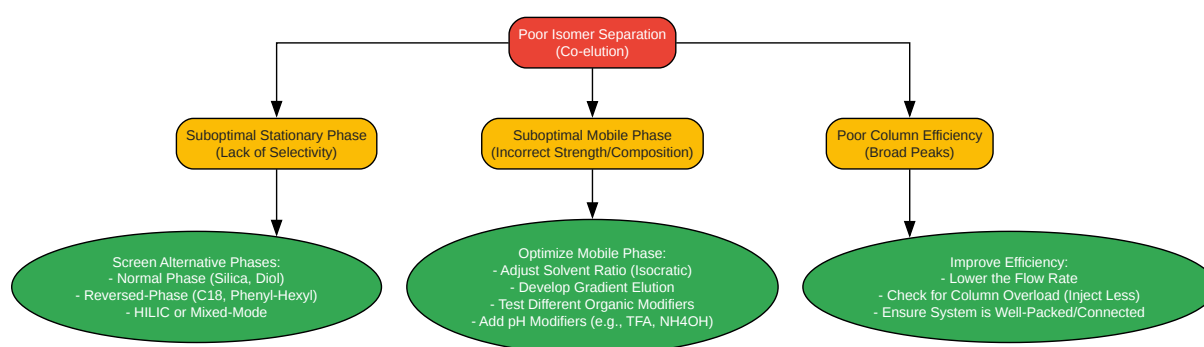 Poor Isomer Separation
(Co-elution)
Suboptimal Stationary Phase
(Lack of Selectivity)
Suboptimal Mobile Phase
(Incorrect Strength/Composition)
Poor Column Efficiency
(Broad Peaks)
Screen Alternative Phases:
- Normal Phase (Silica, Diol)
- Reversed-Phase (C18, Phenyl-Hexyl)
- HILIC or Mixed-Mode
Optimize Mobile Phase:
- Adjust Solvent Ratio (Isocratic)
- Develop Gradient Elution
- Test Different Organic Modifiers
- Add pH Modifiers (e.g., TFA, NH4OH)
Improve Efficiency:
- Lower the Flow Rate
- Check for Column Overload (Inject Less)
- Ensure System is Well-Packed/Connected